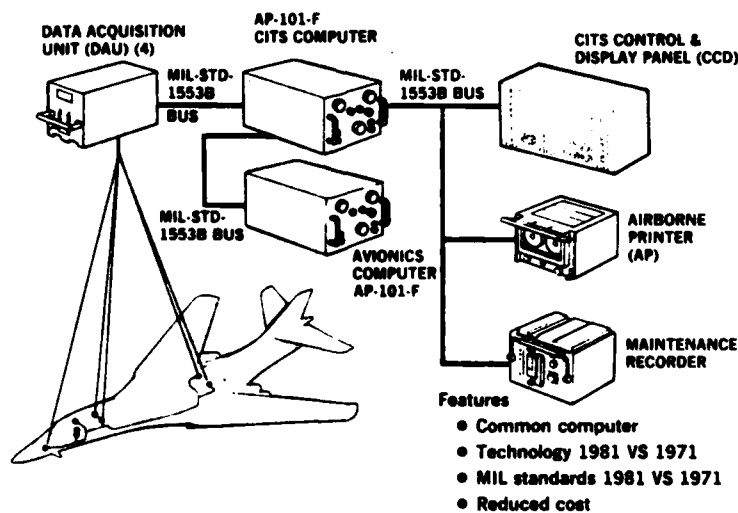 DATA ACQUISITION
UNIT (DAU) (4)
AP-101-F
CITS COMPUTER
CITS CONTROL &
DISPLAY PANEL (CCD)
MIL-STD-
1553B
BUS
MIL-STD-
1553B BUS
MIL-STD-
1553B BUS
AVIONICS
COMPUTER
AP-101-F
AIRBORNE
PRINTER
(AP)
MAINTENANCE
RECORDER
Features
● Common computer
● Technology 1981 VS 1971
● MIL standards 1981 VS 1971
● Reduced cost